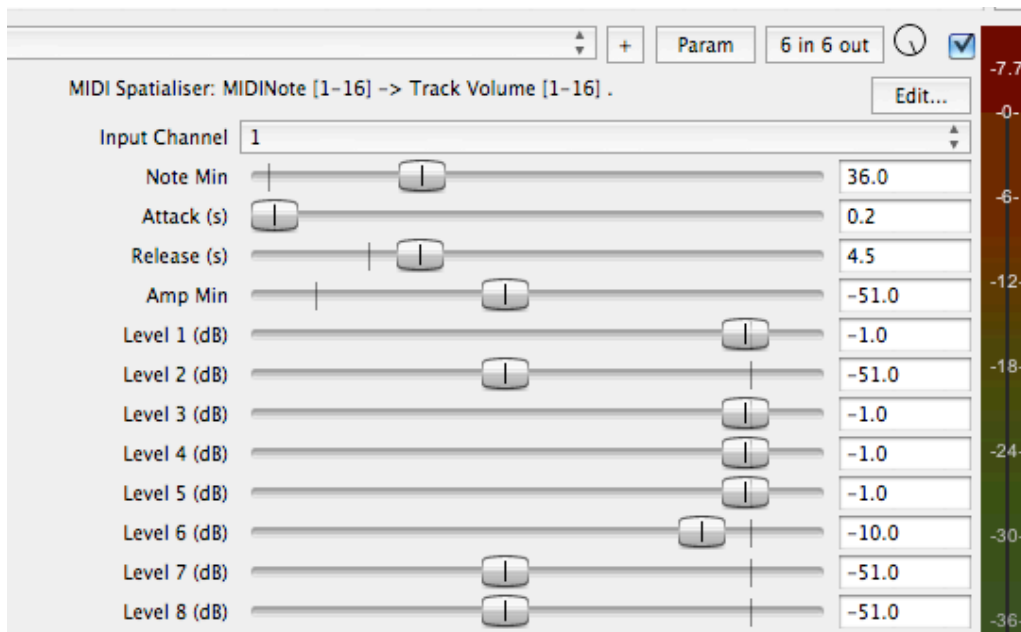 + Param 6 in 6 out
MIDI Spatialiser: MIDINote [1-16] -> Track Volume [1-16] .
Edit...
Input Channel 1
Note Min 36.0
Attack (s) 0.2
Release (s) 4.5
Amp Min -51.0
Level 1 (dB) -1.0
Level 2 (dB) -51.0
Level 3 (dB) -1.0
Level 4 (dB) -1.0
Level 5 (dB) -1.0
Level 6 (dB) -10.0
Level 7 (dB) -51.0
Level 8 (dB) -51.0
-7.7
-0-
-6-
-12-
-18-
-24-
-30-
-36-